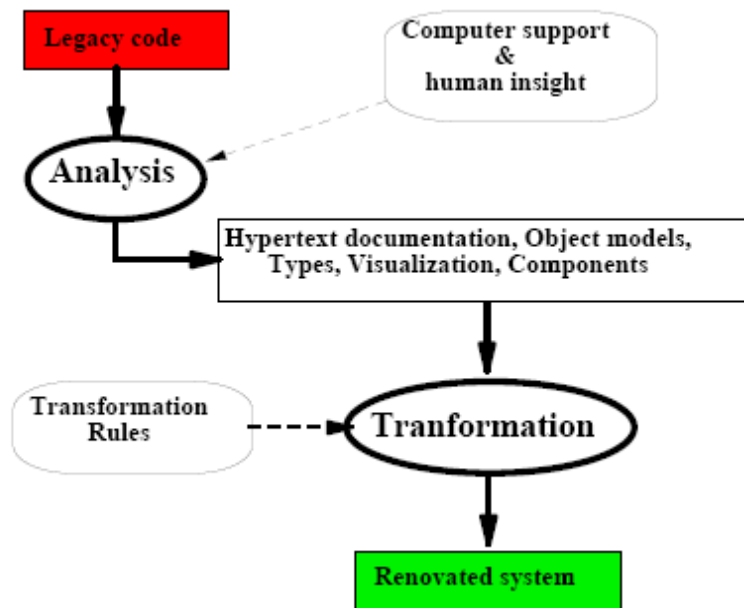 Legacy code
Computer support
&
human insight
Analysis
Hypertext documentation, Object models,
Types, Visualization, Components
Transformation
Rules
Tranformation
Renovated system